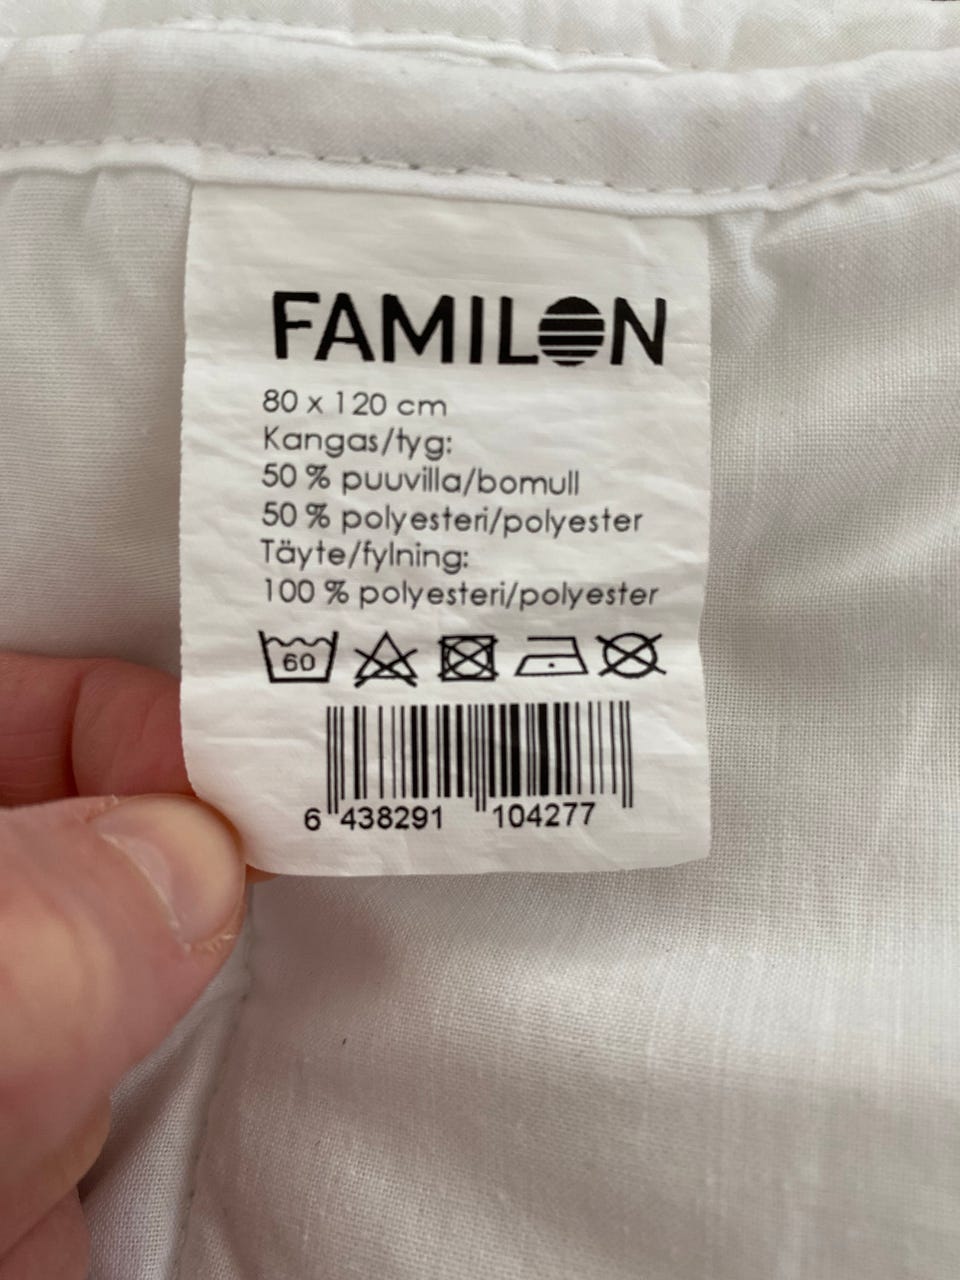 FAMILON
80 x 120 cm
Kangas/tyg:
50 % puuvilla/bomull
50 % polyesteri/polyester
Täyte/fylning:
100 % polyesteri/polyester
60
6 438291 104277